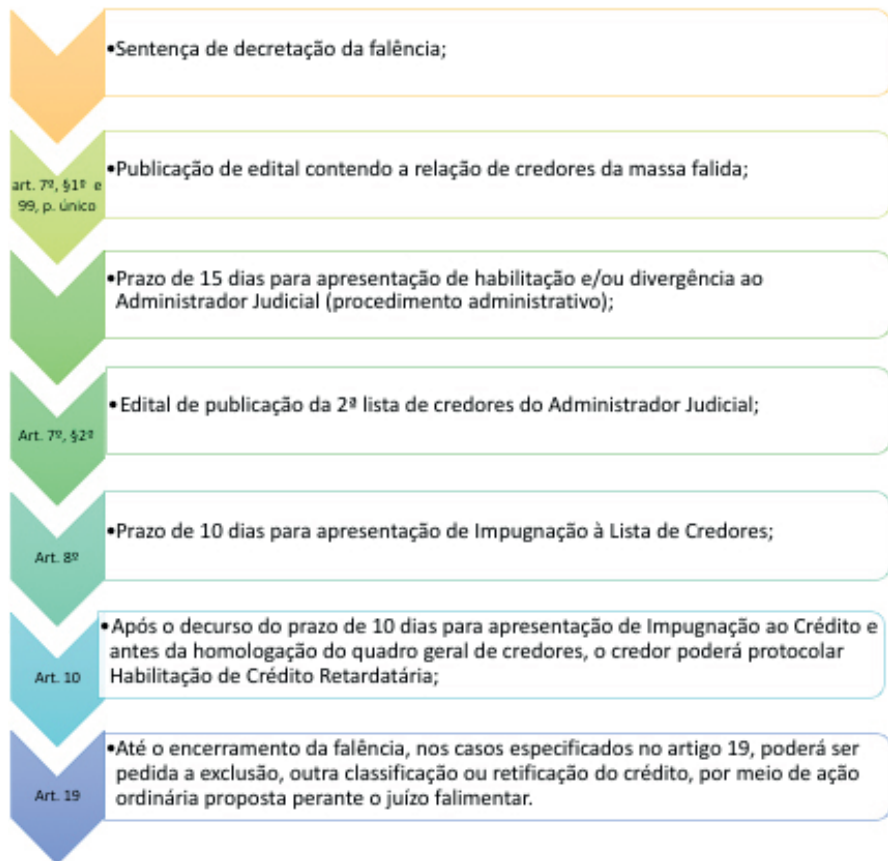 •Sentença de decretação da falência;
art. 7º, §1º e
99, p. único
•Publicação de edital contendo a relação de credores da massa falida;
•Prazo de 15 dias para apresentação de habilitação e/ou divergência ao
Administrador Judicial (procedimento administrativo);
Art. 7º, §2º
•Edital de publicação da 2ª lista de credores do Administrador Judicial;
Art. 8º
•Prazo de 10 dias para apresentação de Impugnação à Lista de Credores;
Art. 10
•Após o decurso do prazo de 10 dias para apresentação de Impugnação ao Crédito e
antes da homologação do quadro geral de credores, o credor poderá protocolar
Habilitação de Crédito Retardatária;
Art. 19
•Até o encerramento da falência, nos casos especificados no artigo 19, poderá ser
pedida a exclusão, outra classificação ou retificação do crédito, por meio de ação
ordinária proposta perante o juízo falimentar.